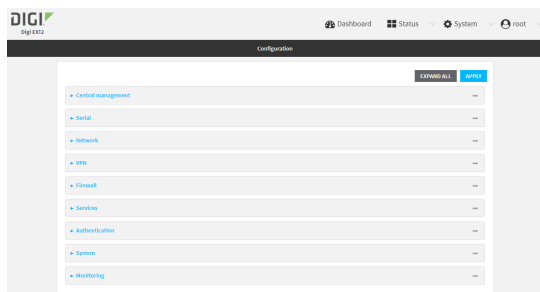 DIGI
Digi EX12
Dashboard
Status
System
root
Configuration
EXPAND ALL
APPLY
Central management
Serial
Network
VPN
Firewall
Services
Authentication
System
Monitoring